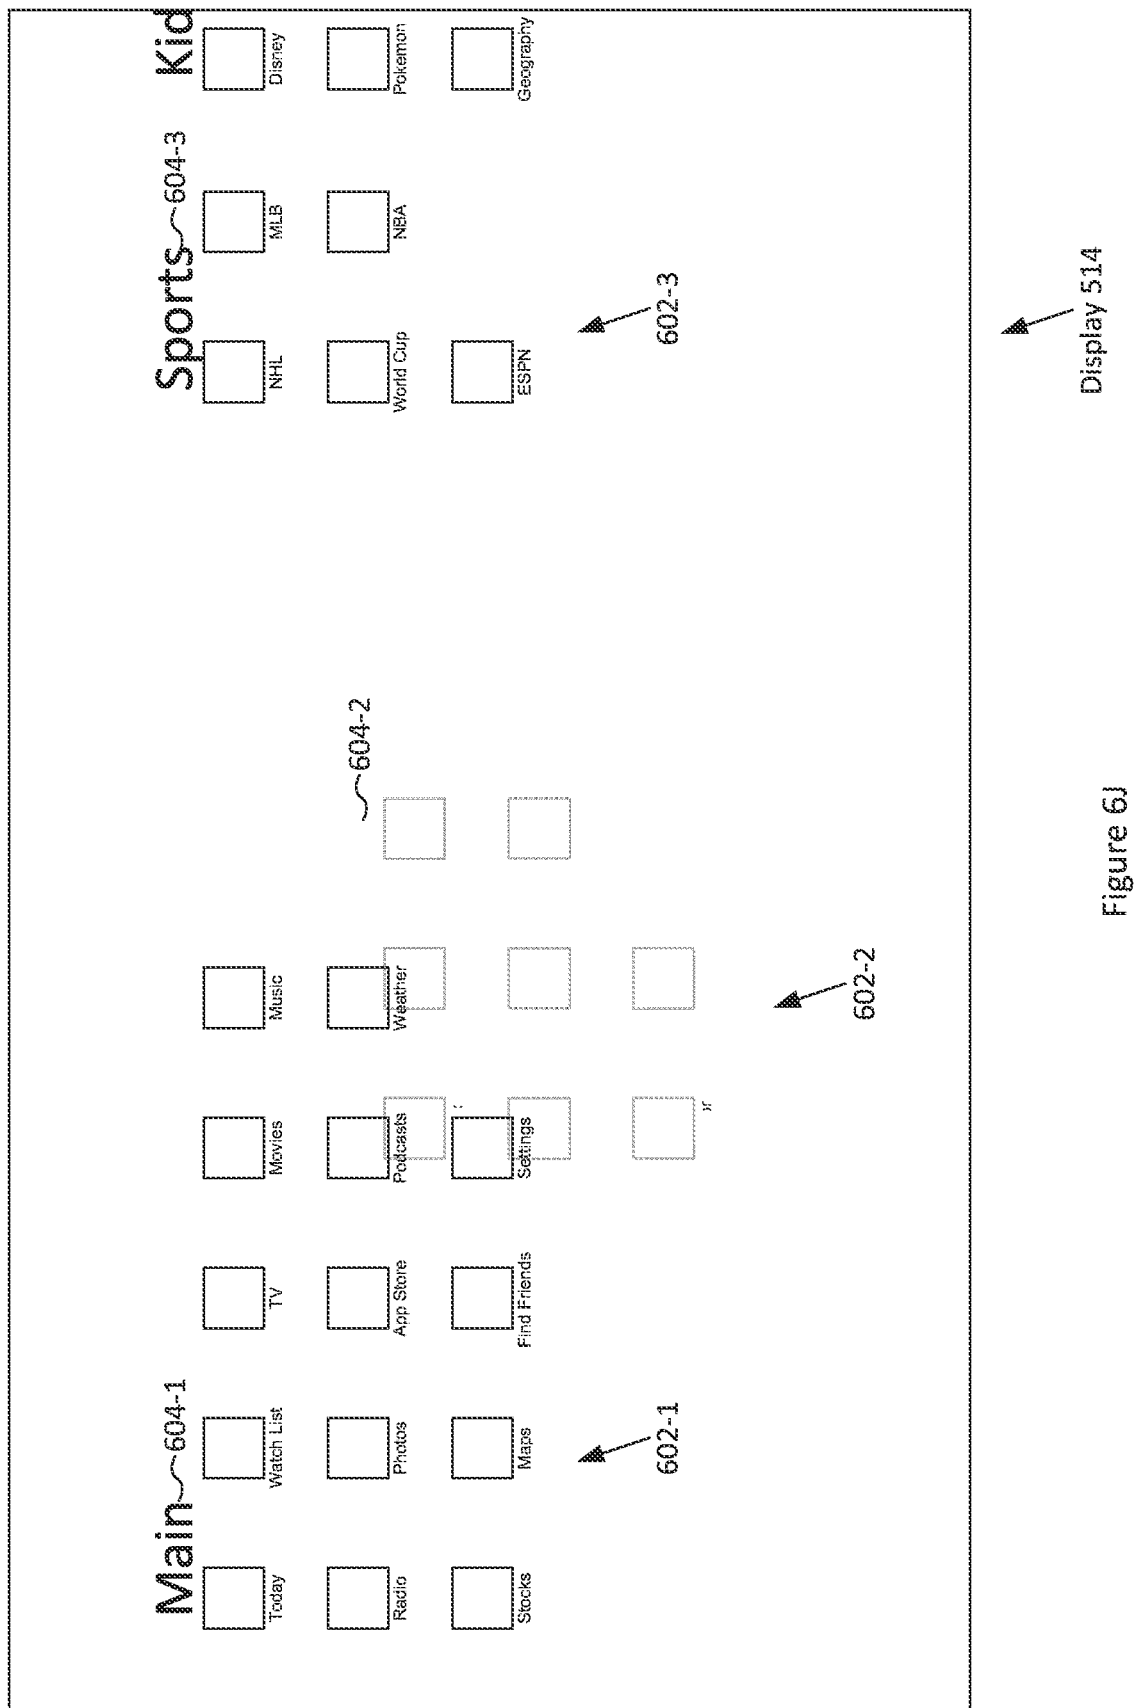 Main 604-1
Sports 604-3
Kid
Today
Watch List
TV
Movies
Music
NHL
MLB
Disney
604-2
Radio
Photos
App Store
Podcasts
Weather
World Cup
NBA
Pokemon
Stocks
Maps
Find Friends
Settings
ESPN
Geography
602-1
602-3
602-2
Display 514
Figure 6J